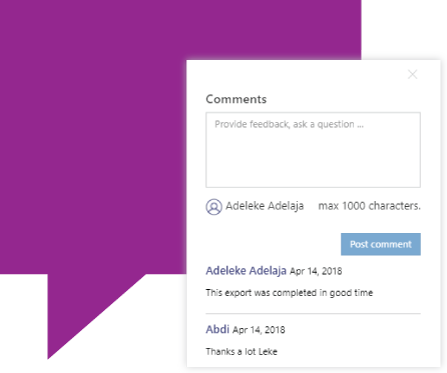 Comments
Provide feedback, ask a question ...
Adeleke Adelaja max 1000 characters.
Post comment
Adeleke Adelaja Apr 14, 2018
This export was completed in good time
Abdi Apr 14, 2018
Thanks a lot Leke